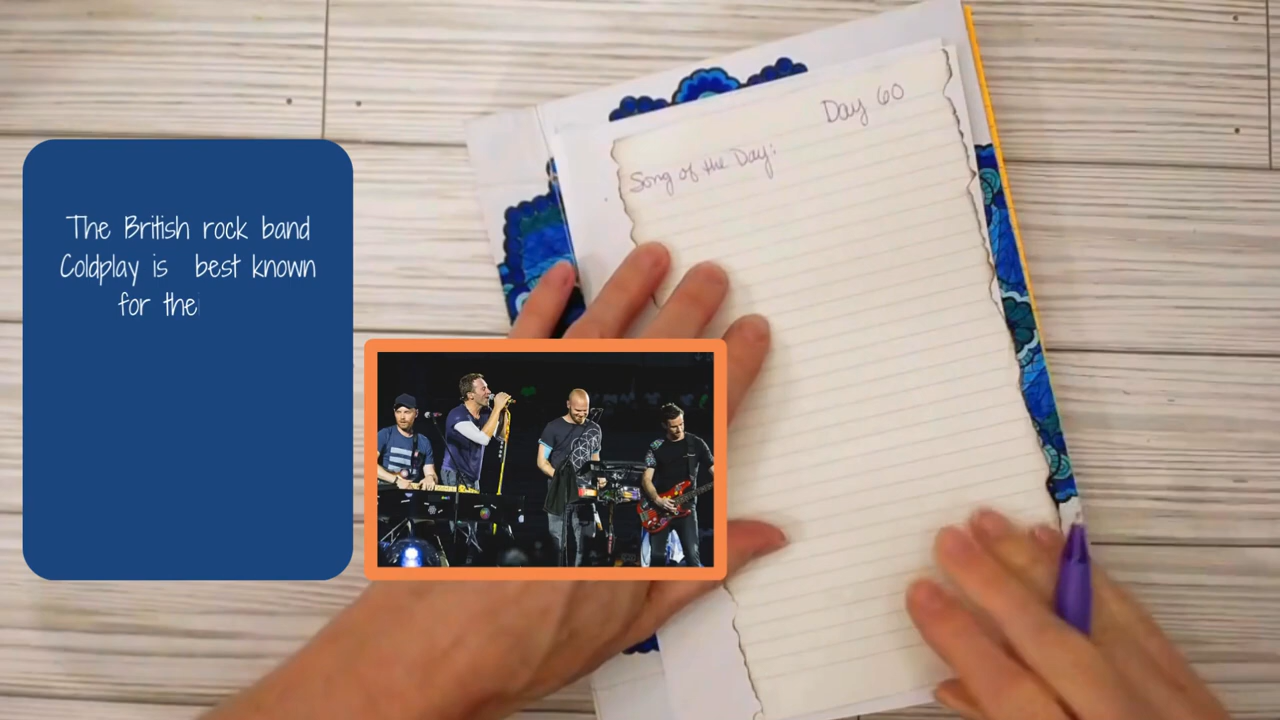 The British rock band
Coldplay is best known
for the
Day 60
Song of the Day: